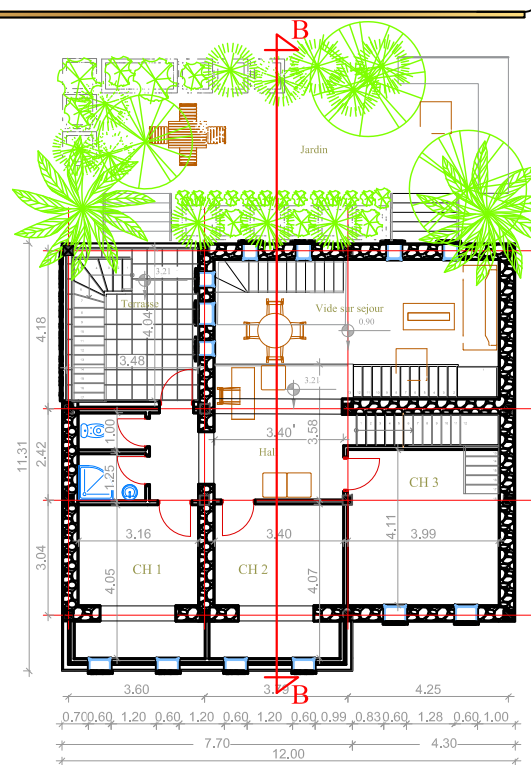 B
Jardin
3.21
Terrasse
4.04
3.48
Vide sur sejour
0.90
4.18
3.21
1.00
3.40
3.58
Hall
11.31
2.42
1.25
CH 3
3.16
3.40
4.11
3.99
3.04
4.05
CH 1
CH 2
4.07
B
3.60
3.79
4.25
0.70 0.60 1.20 0.60 1.20 0.60 1.20 0.60 0.99 0.83 0.60 1.28 0.60 1.00
7.70
4.30
12.00